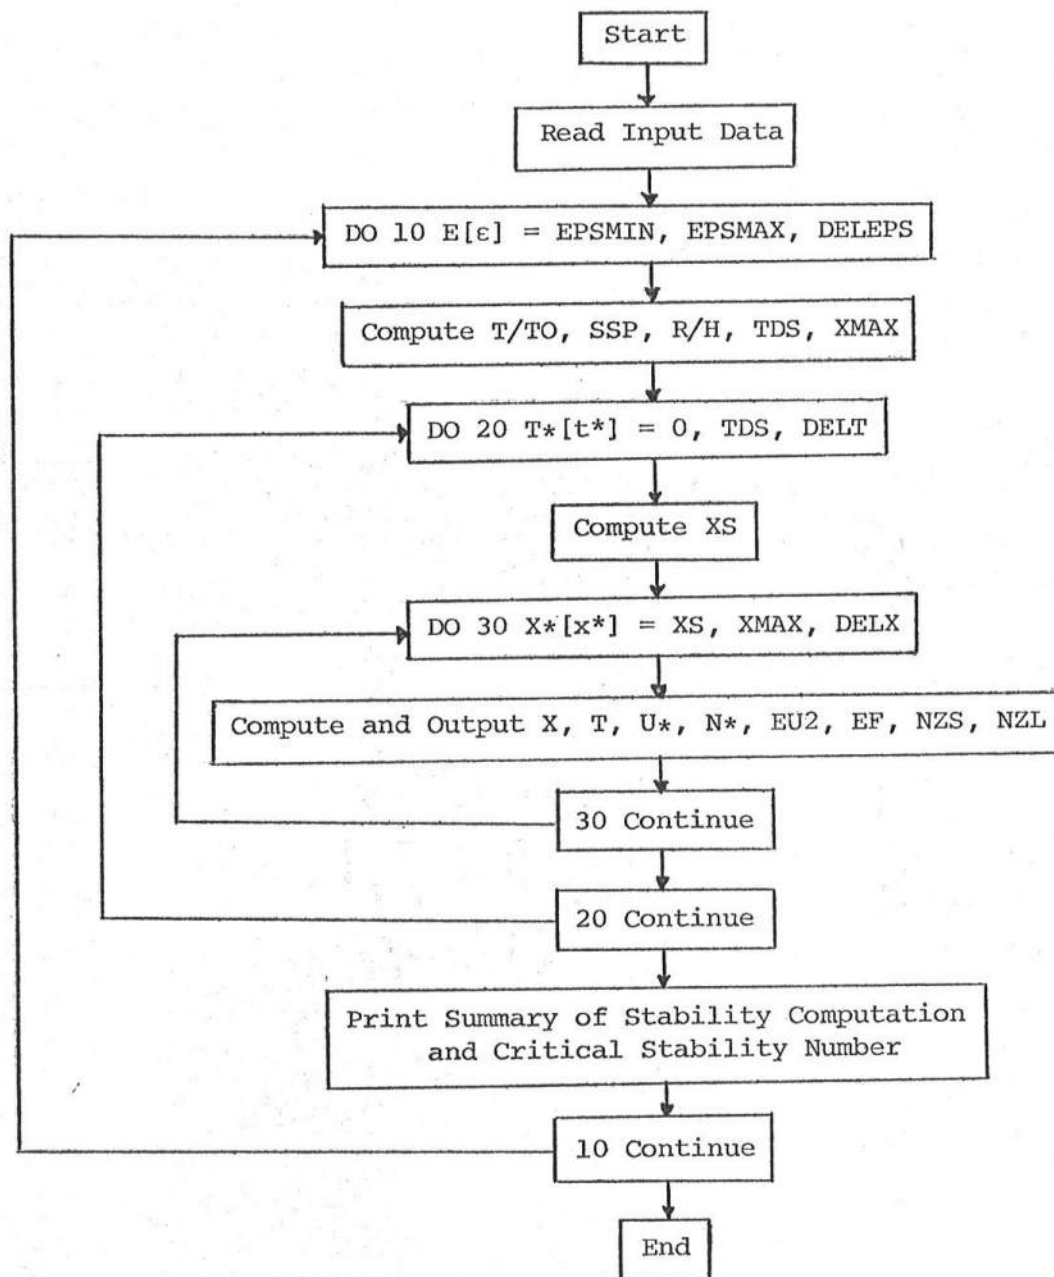 Start
Read Input Data
DO 10 E[ε] = EPSMIN, EPSMAX, DELEPS
Compute T/TO, SSP, R/H, TDS, XMAX
DO 20 T*[t*] = 0, TDS, DELT
Compute XS
DO 30 X*[x*] = XS, XMAX, DELX
Compute and Output X, T, U*, N*, EU2, EF, NZS, NZL
30 Continue
20 Continue
Print Summary of Stability Computation
and Critical Stability Number
10 Continue
End